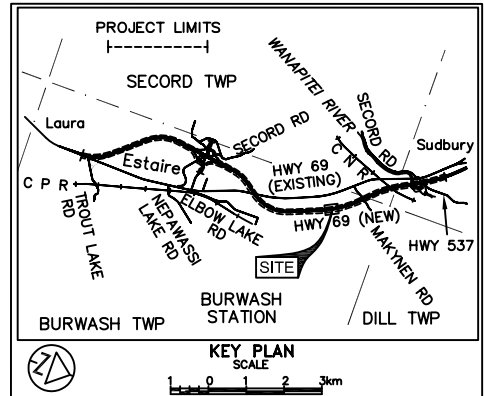 PROJECT LIMITS
SECOND TWP
WANAPITEI RIVER
SECORD RD
Laura
SECORD RD
C N R
Sudbury
Estaire
HWY 69
(EXISTING)
C P R
TROUT LAKE
RD
NEPAWASSI
LAKE RD
ELBOW LAKE
RD
HWY 69 (NEW)
MAKYNEN RD
HWY 537
SITE
BURWASH
STATION
BURWASH TWP
DILL TWP
KEY PLAN
SCALE
N
1 0 1 2 3km